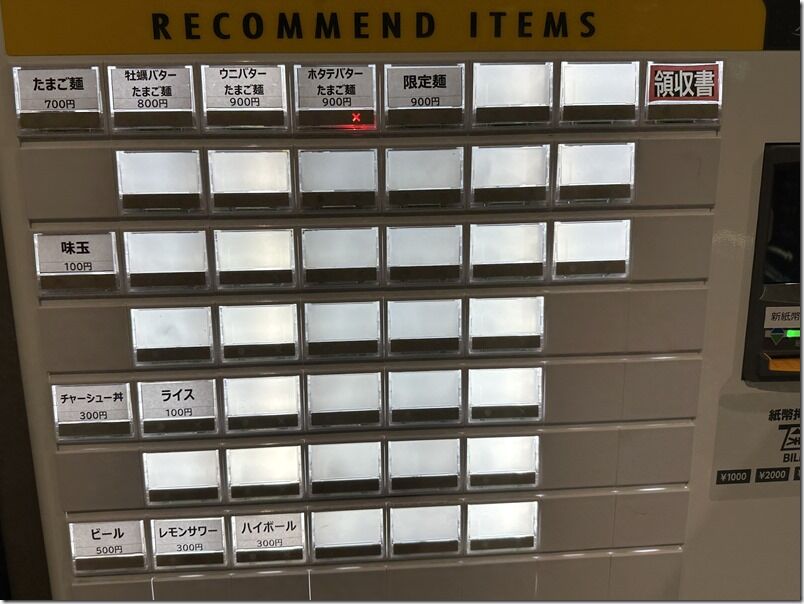 RECOMMEND ITEMS
たまご麺
700円
牡蠣バター
たまご麺
800円
ウニバター
たまご麺
900円
ホタテバター
たまご麺
900円
×
限定麺
900円
領収書
味玉
100円
新紙幣
チャーシュー丼
300円
ライス
100円
紙幣挿
BILL
¥1000
¥2000
ビール
500円
レモンサワー
300円
ハイボール
300円